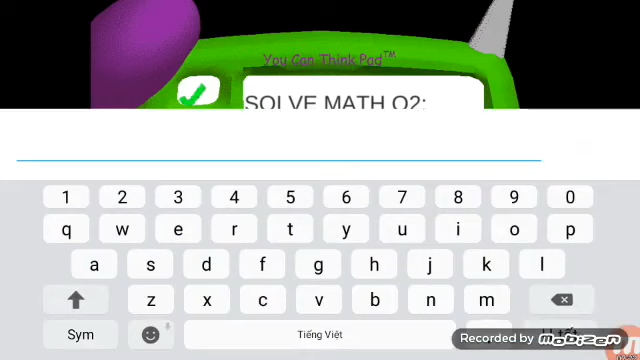 You Can Think Pad™
SOLVE MATH Q2:
1 2 3 4 5 6 7 8 9 0
q w e r t y u i o p
a s d f g h j k l
z x c v b n m
Sym Tiếng Việt
Recorded by mobizen